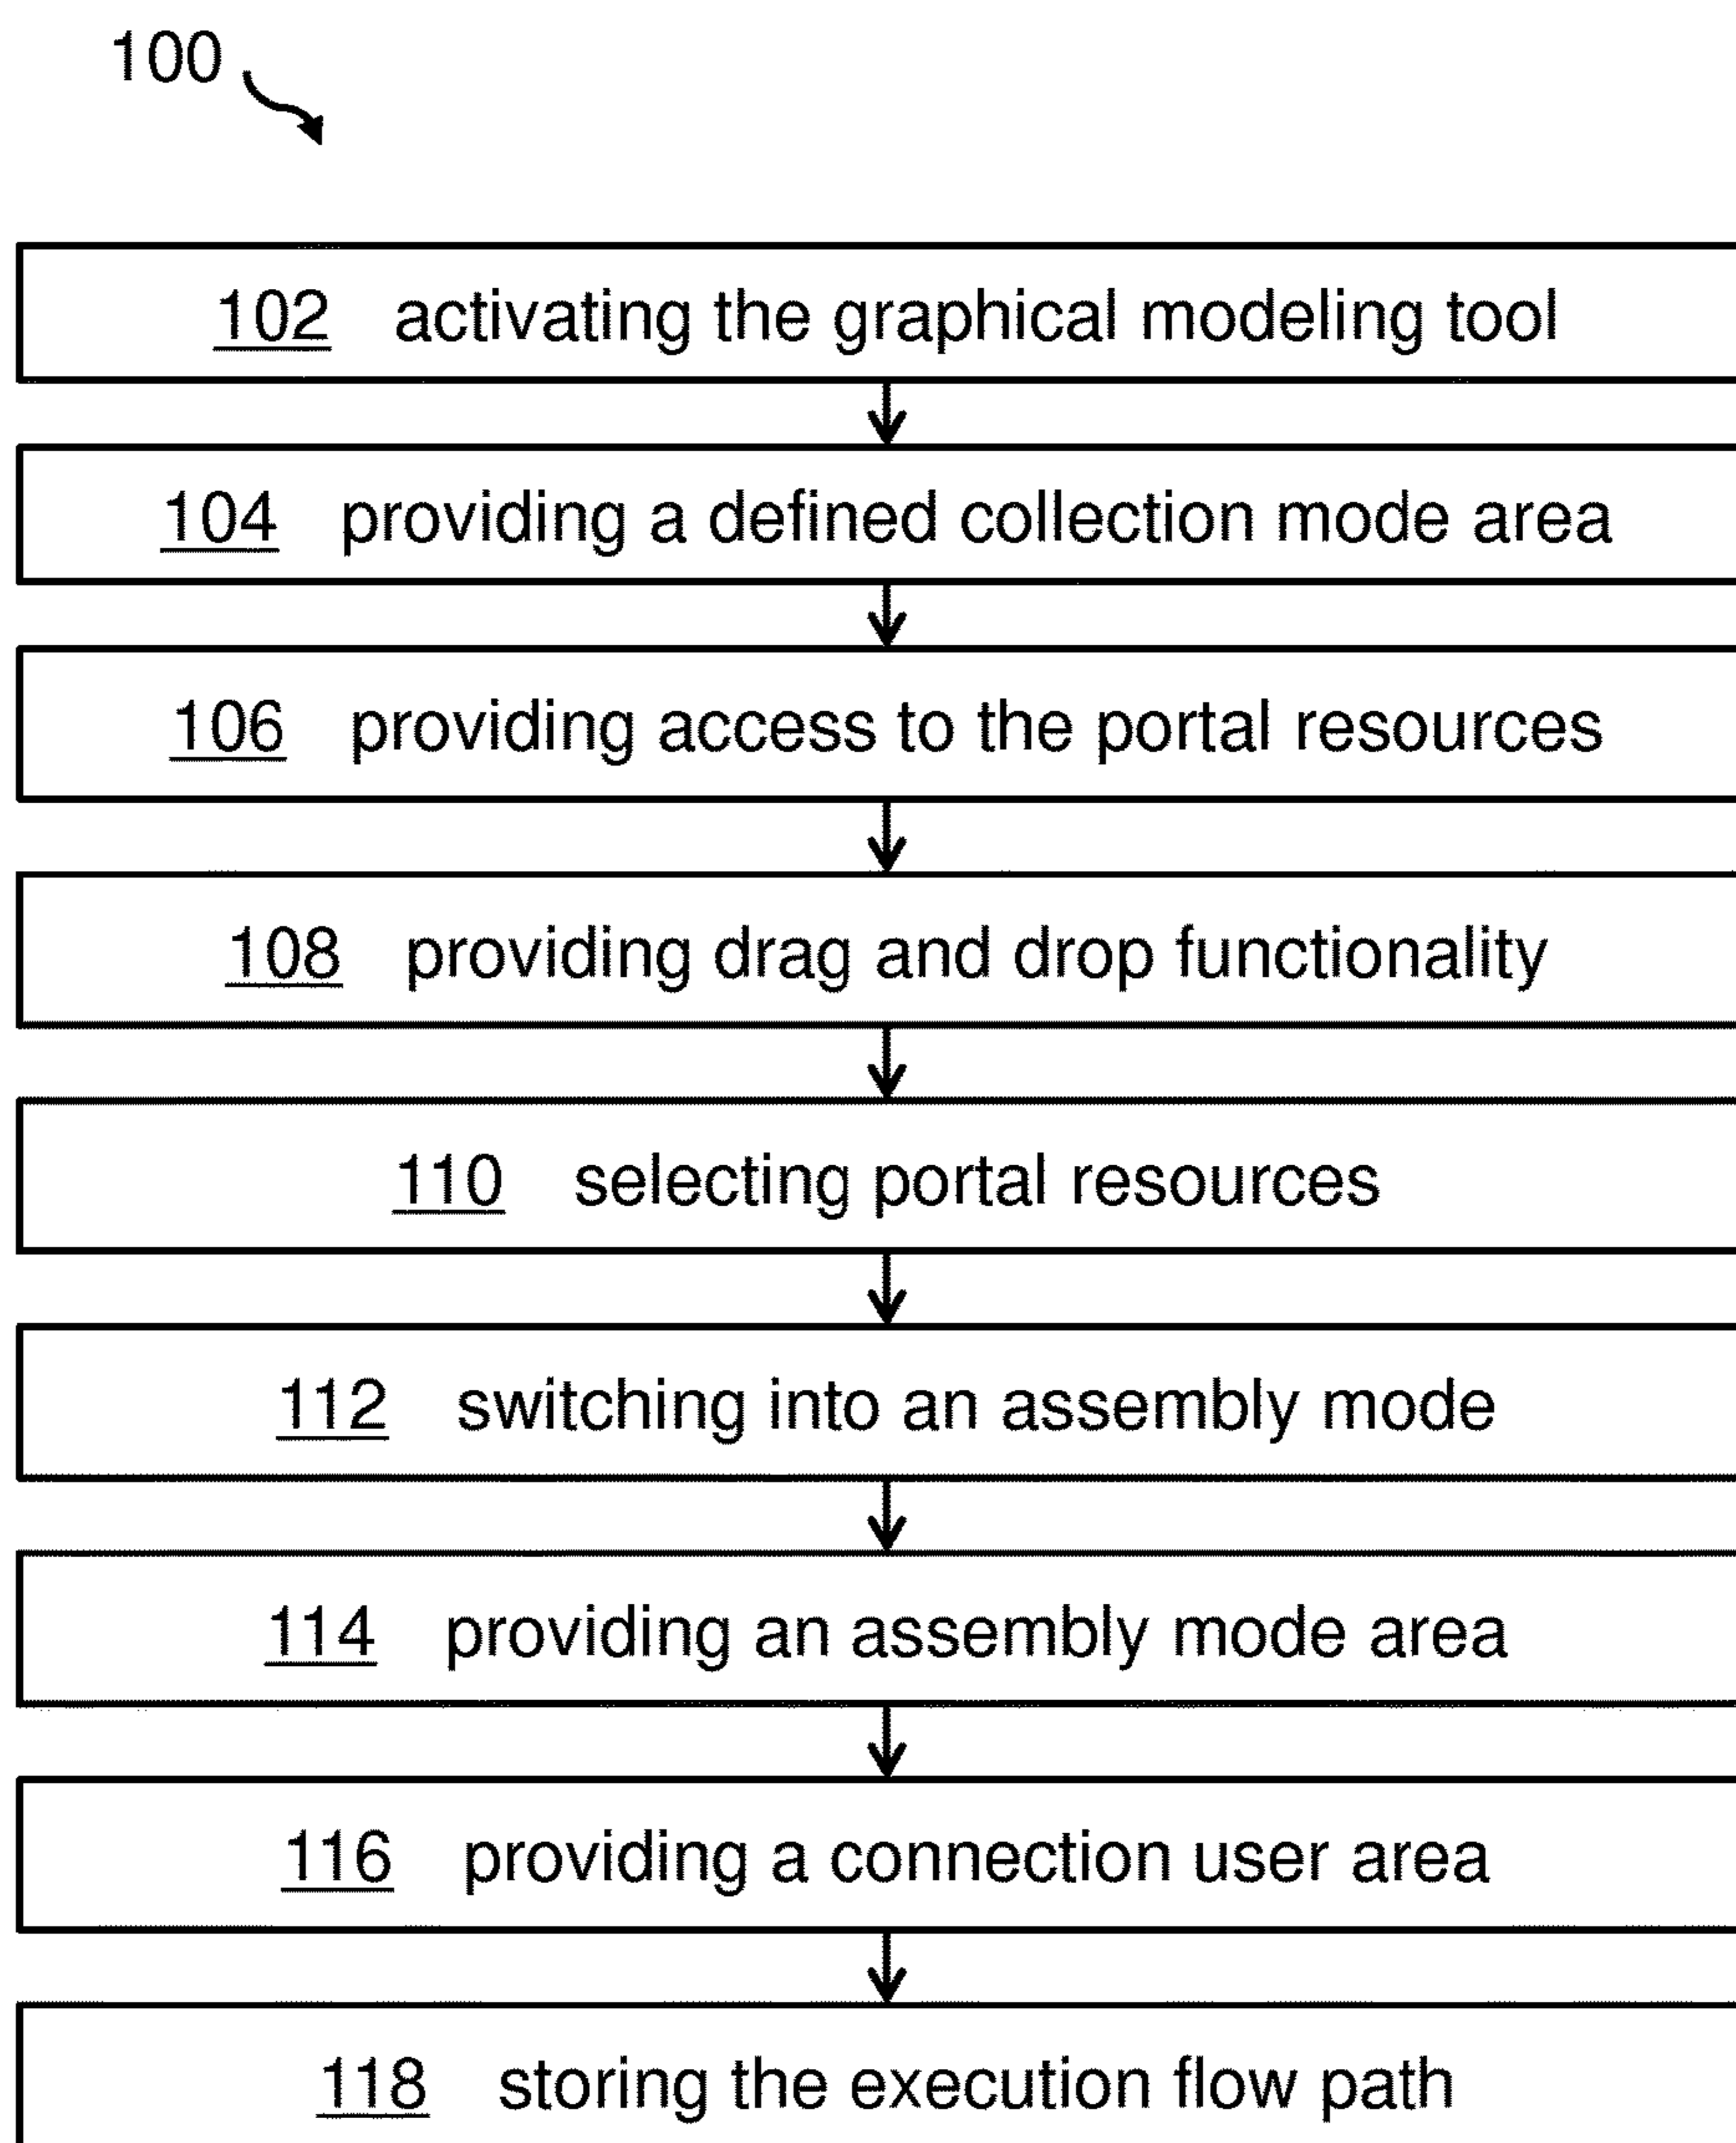 100
102 activating the graphical modeling tool
104 providing a defined collection mode area
106 providing access to the portal resources
108 providing drag and drop functionality
110 selecting portal resources
112 switching into an assembly mode
114 providing an assembly mode area
116 providing a connection user area
118 storing the execution flow path